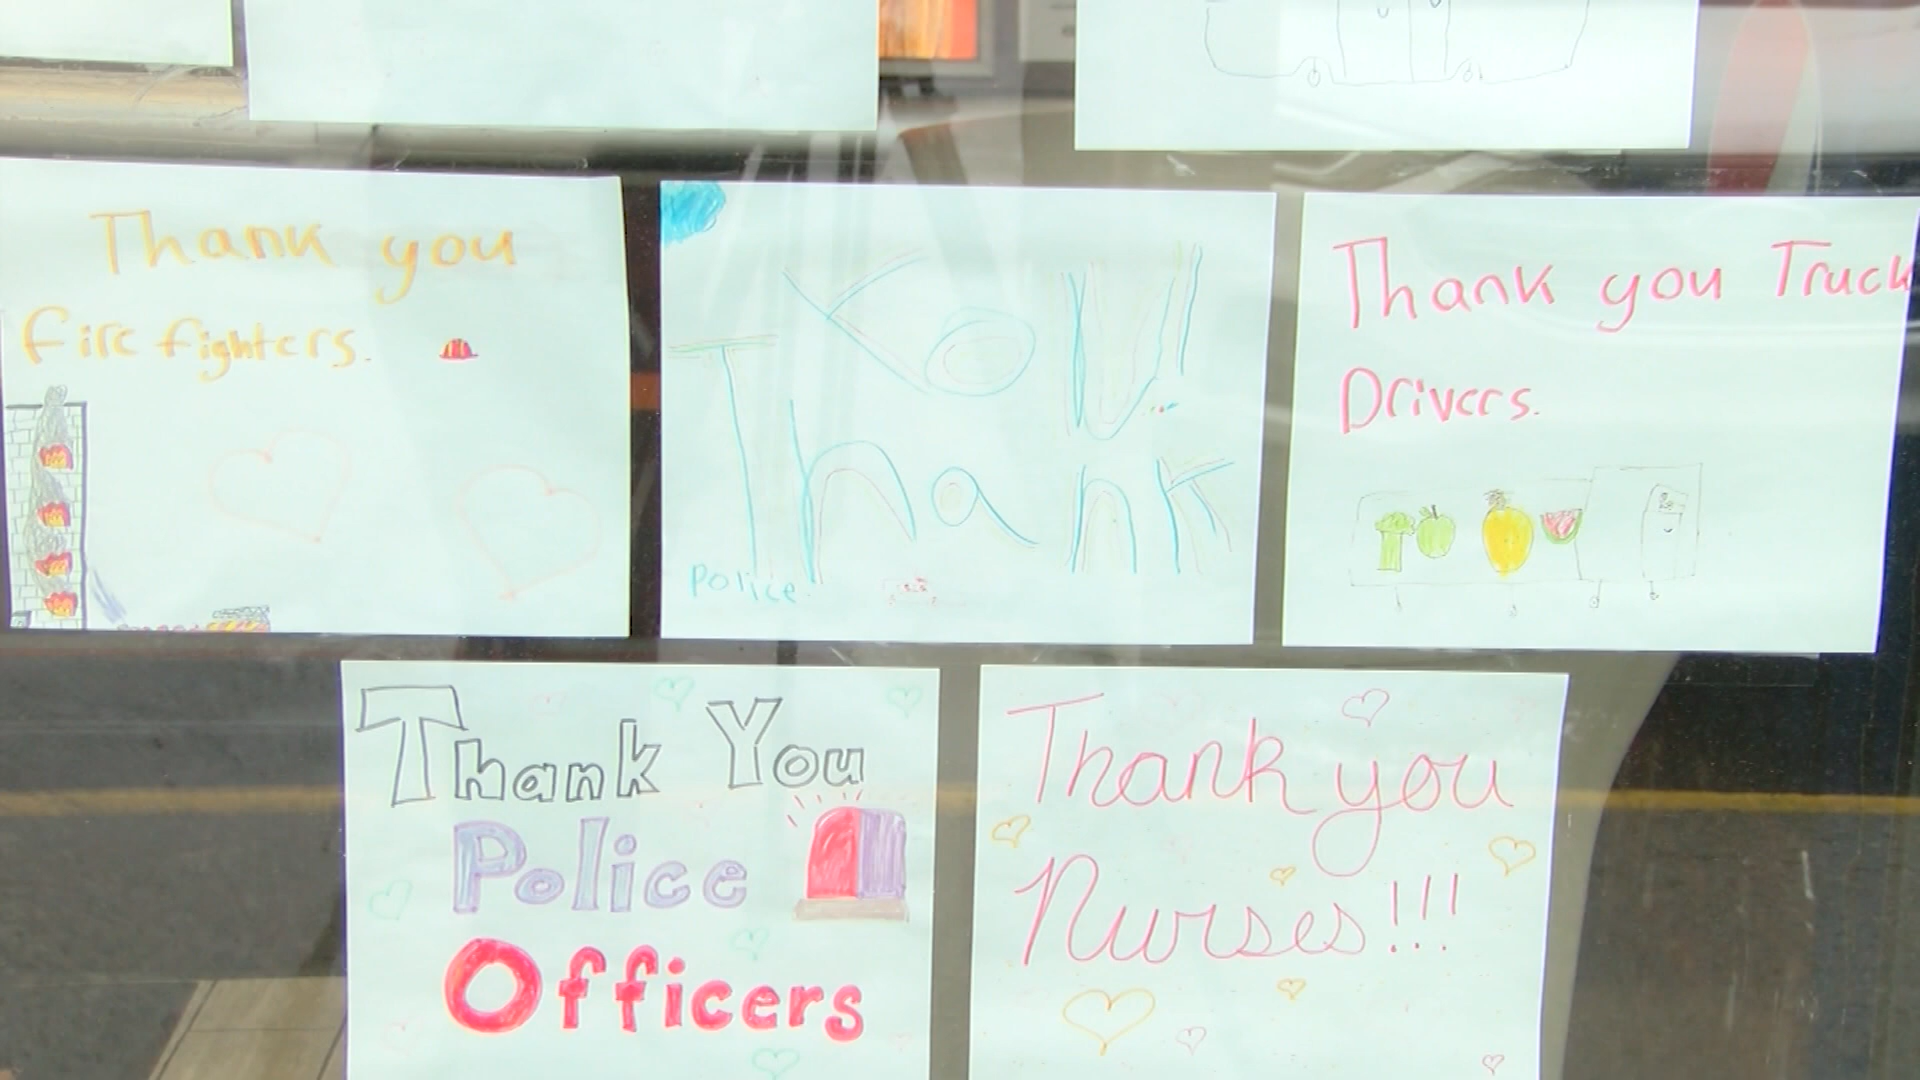 Thank you
fire fighters.
You!!
Thank
Police.
Thank you Truck
Drivers.
Thank You
Police
Officers
Thank you
Nurses!!!